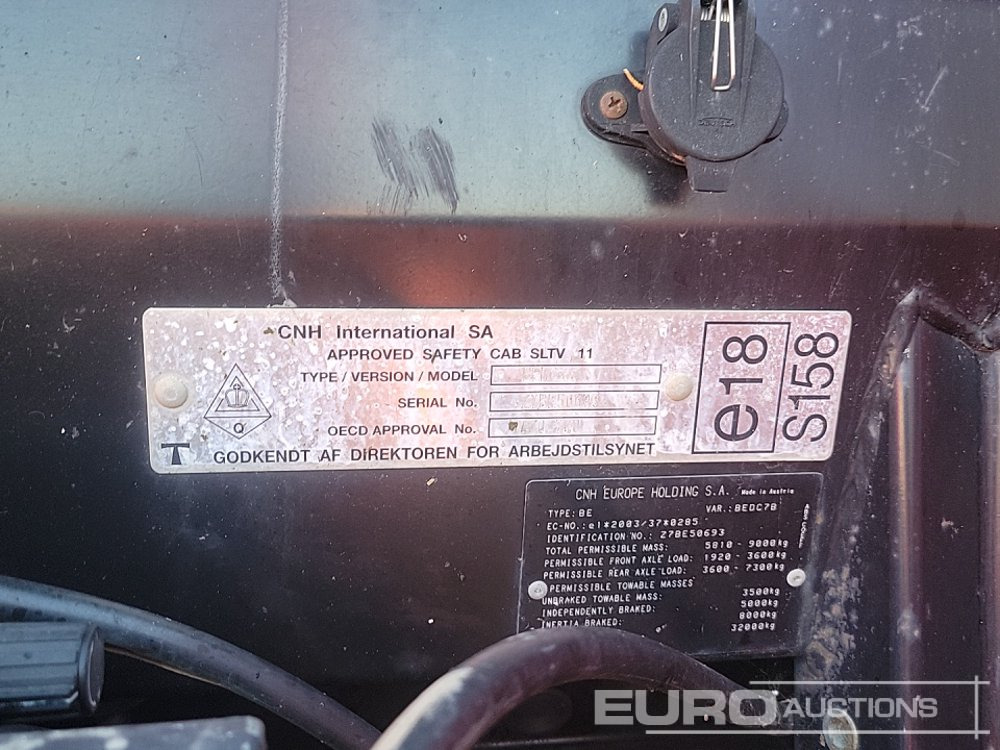 CNH International SA
APPROVED SAFETY CAB SLTV 11
TYPE / VERSION / MODEL
SERIAL No.
OECD APPROVAL No.
Q
T GODKENDT AF DIREKTOREN FOR ARBEJDSTILSYNET
e18
S158
CNH EUROPE HOLDING S.A. Made in Austria
TYPE: BE VAR.: BEDC7B
EC-NO.: e1*2003/37*0285
IDENTIFICATION NO.: Z7BE50693
TOTAL PERMISSIBLE MASS: 5810 - 9000kg
PERMISSIBLE FRONT AXLE LOAD: 1920 - 3600kg
PERMISSIBLE REAR AXLE LOAD: 3600 - 7300kg
PERMISSIBLE TOWABLE MASSES
UNBRAKED TOWABLE MASS: 3500kg
INDEPENDENTLY BRAKED: 5000kg
INERTIA BRAKED: 8000kg
32000kg
EURO AUCTIONS